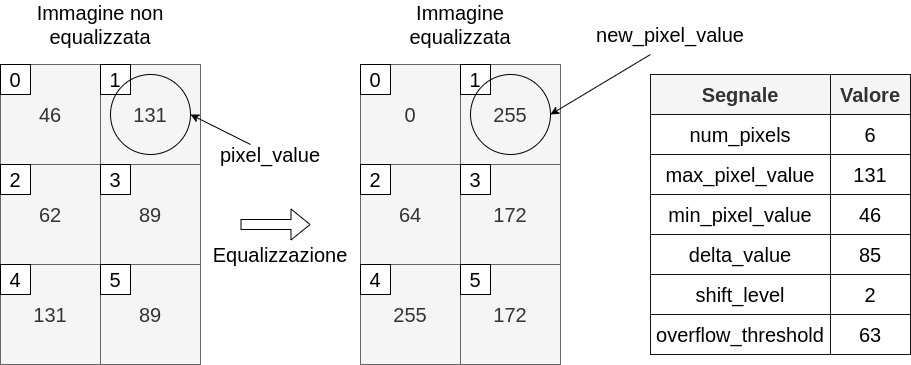 Immagine non
equalizzata
Immagine
equalizzata
new_pixel_value
0
1
46
131
2
3
62
89
4
5
131
89
pixel_value
Equalizzazione
0
1
0
255
2
3
64
172
4
5
255
172
Segnale Valore
num_pixels 6
max_pixel_value 131
min_pixel_value 46
delta_value 85
shift_level 2
overflow_threshold 63